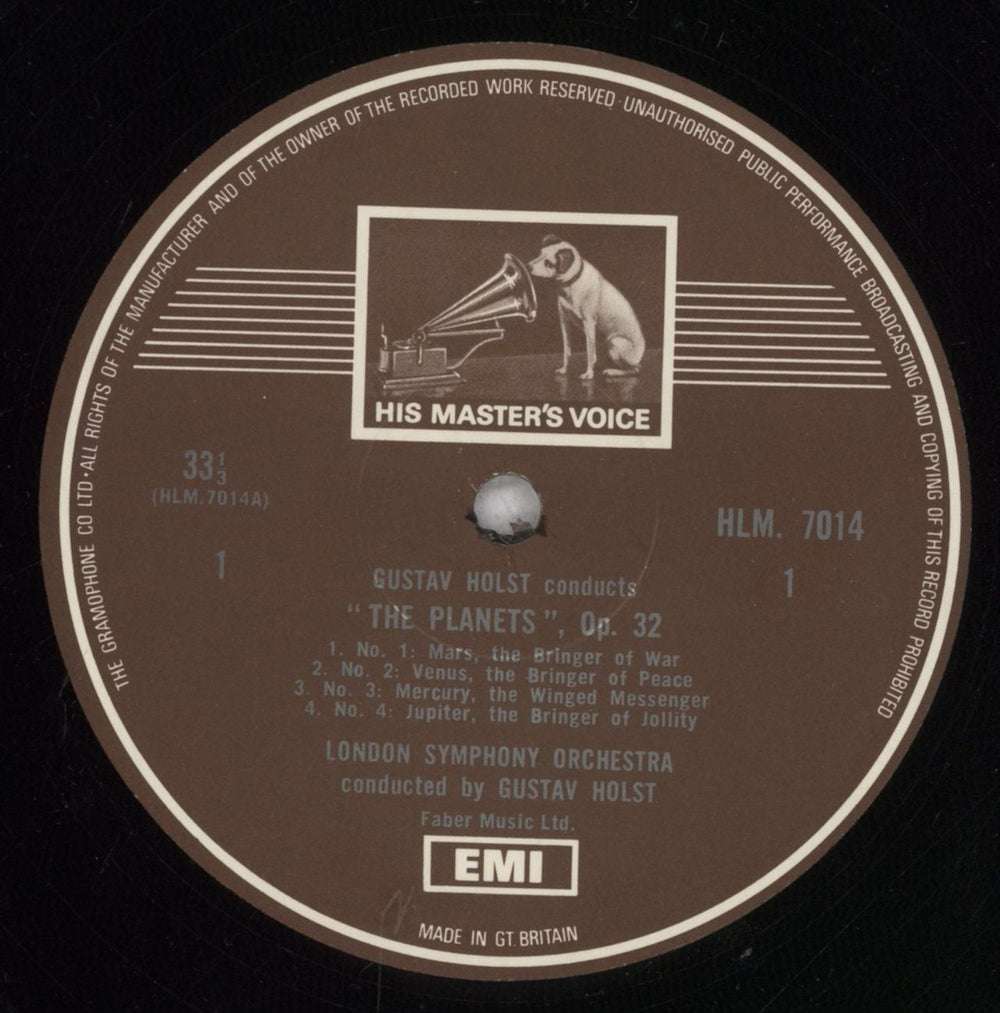 THE GRAMOPHONE CO LTD·ALL RIGHTS OF THE MANUFACTURER AND OF THE OWNER OF THE RECORDED WORK RESERVED·UNAUTHORISED PUBLIC PERFORMANCE BROADCASTING AND COPYING OF THIS RECORD PROHIBITED
HIS MASTER'S VOICE
33⅓
(HLM.7014A)
1
HLM. 7014
1
GUSTAV HOLST conducts
"THE PLANETS", Op. 32
1. No. 1: Mars, the Bringer of War
2. No. 2: Venus, the Bringer of Peace
3. No. 3: Mercury, the Winged Messenger
4. No. 4: Jupiter, the Bringer of Jollity
LONDON SYMPHONY ORCHESTRA
conducted by GUSTAV HOLST
Faber Music Ltd.
EMI
MADE IN GT. BRITAIN